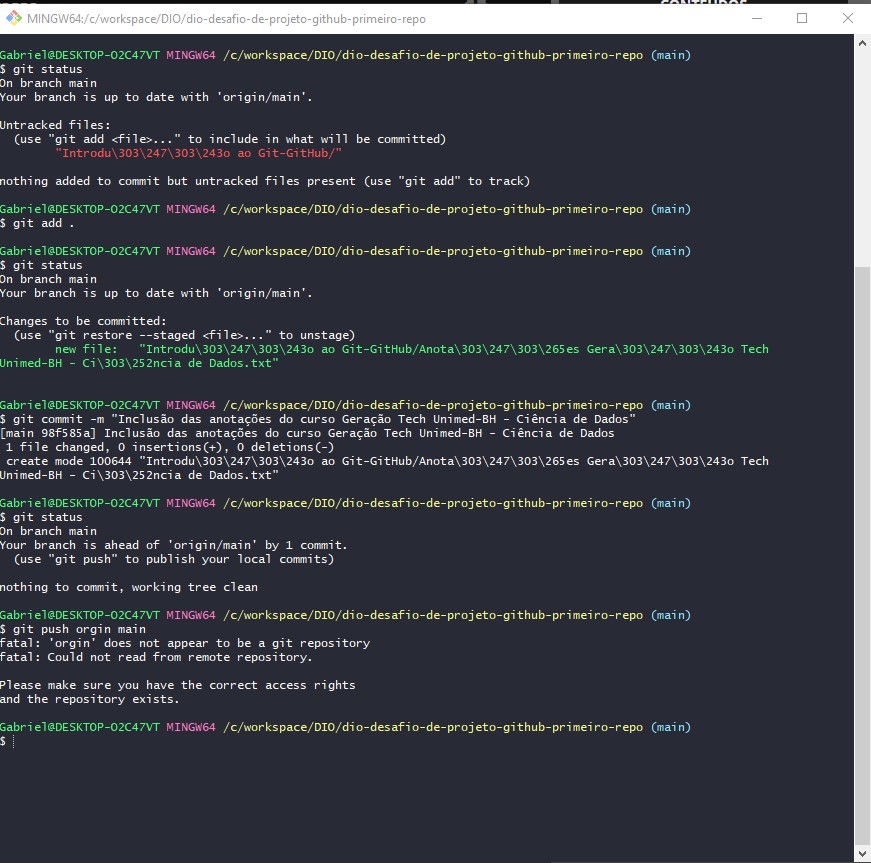 MINGW64:/c/workspace/DIO/dio-desafio-de-projeto-github-primeiro-repo
Gabriel@DESKTOP-O2C47VT MINGW64 /c/workspace/DIO/dio-desafio-de-projeto-github-primeiro-repo (main)
$ git status
On branch main
Your branch is up to date with 'origin/main'.
Untracked files:
  (use "git add <file>..." to include in what will be committed)
        "Introdu\303\247\303\243o ao Git-GitHub/"
nothing added to commit but untracked files present (use "git add" to track)
Gabriel@DESKTOP-O2C47VT MINGW64 /c/workspace/DIO/dio-desafio-de-projeto-github-primeiro-repo (main)
$ git add .
Gabriel@DESKTOP-O2C47VT MINGW64 /c/workspace/DIO/dio-desafio-de-projeto-github-primeiro-repo (main)
$ git status
On branch main
Your branch is up to date with 'origin/main'.
Changes to be committed:
  (use "git restore --staged <file>..." to unstage)
        new file:   "Introdu\303\247\303\243o ao Git-GitHub/Anota\303\247\303\265es Gera\303\247\303\243o Tech
Unimed-BH - Ci\303\252ncia de Dados.txt"
Gabriel@DESKTOP-O2C47VT MINGW64 /c/workspace/DIO/dio-desafio-de-projeto-github-primeiro-repo (main)
$ git commit -m "Inclusão das anotações do curso Geração Tech Unimed-BH - Ciência de Dados"
[main 98f585a] Inclusão das anotações do curso Geração Tech Unimed-BH - Ciência de Dados
 1 file changed, 0 insertions(+), 0 deletions(-)
 create mode 100644 "Introdu\303\247\303\243o ao Git-GitHub/Anota\303\247\303\265es Gera\303\247\303\243o Tech
Unimed-BH - Ci\303\252ncia de Dados.txt"
Gabriel@DESKTOP-O2C47VT MINGW64 /c/workspace/DIO/dio-desafio-de-projeto-github-primeiro-repo (main)
$ git status
On branch main
Your branch is ahead of 'origin/main' by 1 commit.
  (use "git push" to publish your local commits)
nothing to commit, working tree clean
Gabriel@DESKTOP-O2C47VT MINGW64 /c/workspace/DIO/dio-desafio-de-projeto-github-primeiro-repo (main)
$ git push orgin main
fatal: 'orgin' does not appear to be a git repository
fatal: Could not read from remote repository.
Please make sure you have the correct access rights
and the repository exists.
Gabriel@DESKTOP-O2C47VT MINGW64 /c/workspace/DIO/dio-desafio-de-projeto-github-primeiro-repo (main)
$